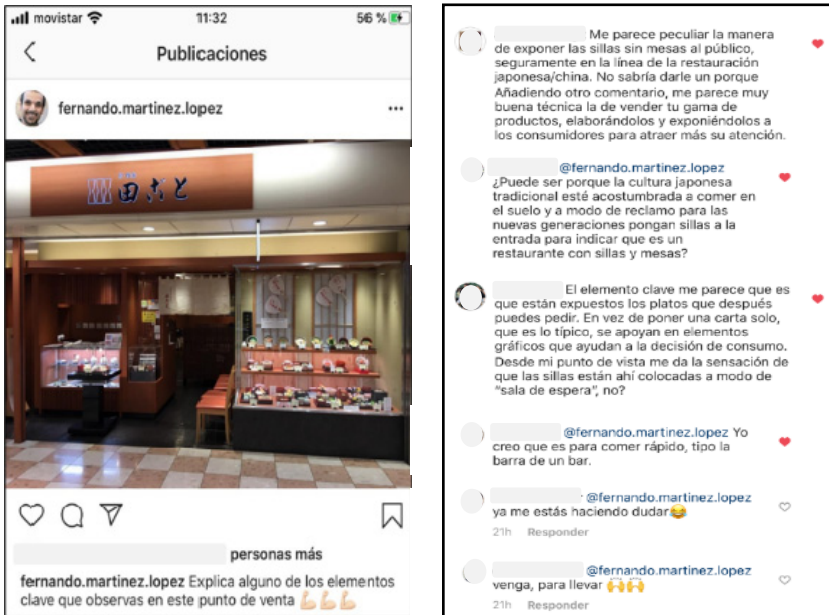 movistar 11:32 56 %
Publicaciones
fernando.martinez.lopez
田ごと
personas más
fernando.martinez.lopez Explica alguno de los elementos
clave que observas en este punto de venta 💪🏻💪🏻💪🏻
Me parece peculiar la manera
de exponer las sillas sin mesas al público,
seguramente en la línea de la restauración
japonesa/china. No sabría darle un porque
Añadiendo otro comentario, me parece muy
buena técnica la de vender tu gama de
productos, elaborándolos y exponiéndolos a
los consumidores para atraer más su atención.
@fernando.martinez.lopez
¿Puede ser porque la cultura japonesa
tradicional esté acostumbrada a comer en
el suelo y a modo de reclamo para las
nuevas generaciones pongan sillas a la
entrada para indicar que es un
restaurante con sillas y mesas?
El elemento clave me parece que es
que están expuestos los platos que después
puedes pedir. En vez de poner una carta solo,
que es lo típico, se apoyan en elementos
gráficos que ayudan a la decisión de consumo.
Desde mi punto de vista me da la sensación de
que las sillas están ahí colocadas a modo de
"sala de espera", no?
@fernando.martinez.lopez Yo
creo que es para comer rápido, tipo la
barra de un bar.
@fernando.martinez.lopez
ya me estás haciendo dudar😂
21h Responder
@fernando.martinez.lopez
venga, para llevar 🙌🙌
21h Responder